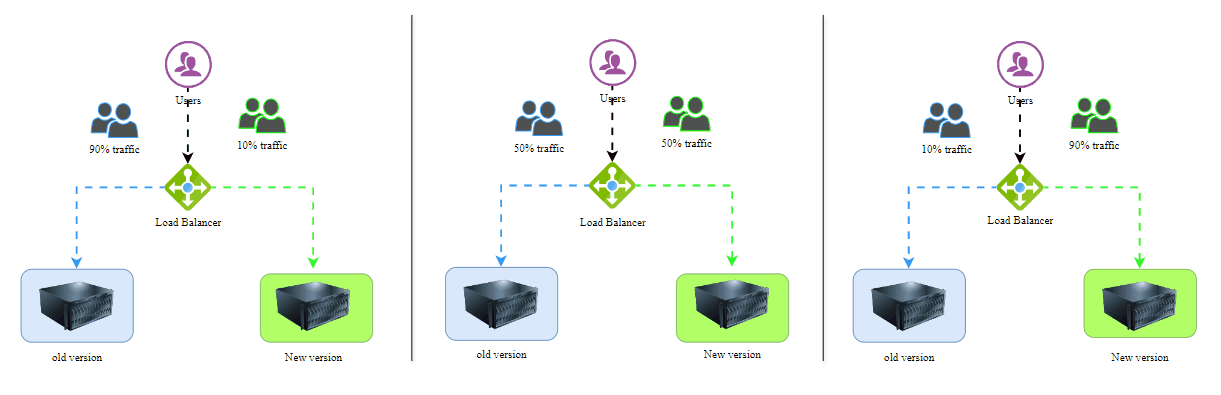 Users
90% traffic
10% traffic
Load Balancer
old version
New version
Users
50% traffic
50% traffic
Load Balancer
old version
New version
Users
10% traffic
90% traffic
Load Balancer
old version
New version